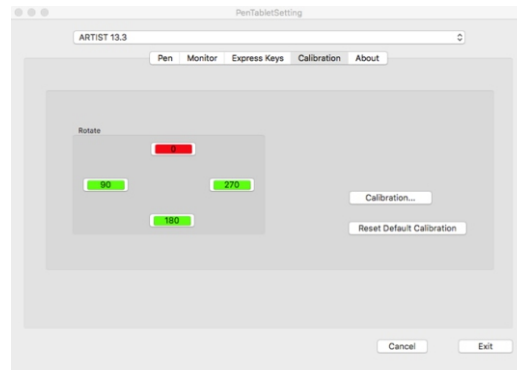 PenTabletSetting
ARTIST 13.3
Pen Monitor Express Keys Calibration About
Rotate
0
90 270
180
Calibration...
Reset Default Calibration
Cancel Exit